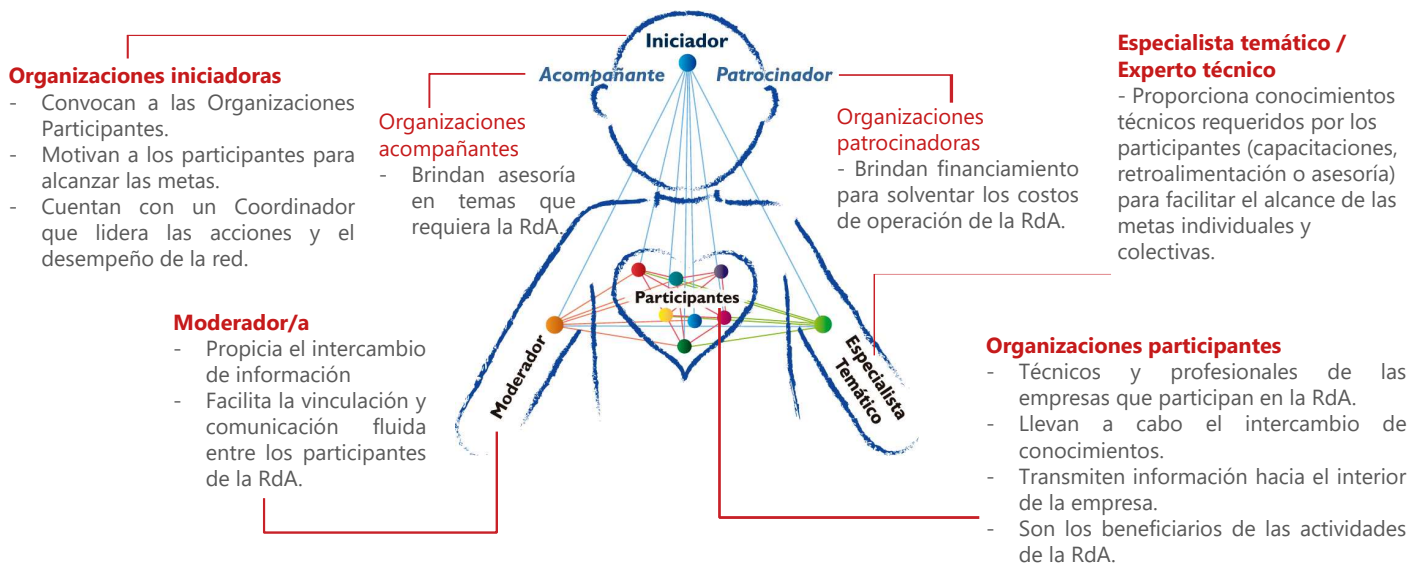 Iniciador
Acompañante
Patrocinador
Organizaciones iniciadoras
- Convocan a las Organizaciones
Participantes.
- Motivan a los participantes para
alcanzar las metas.
- Cuentan con un Coordinador
que lidera las acciones y el
desempeño de la red.
Organizaciones
acompañantes
- Brindan asesoría
en temas que
requiera la RdA.
Organizaciones
patrocinadoras
- Brindan financiamiento
para solventar los costos
de operación de la RdA.
Especialista temático /
Experto técnico
- Proporciona conocimientos
técnicos requeridos por los
participantes (capacitaciones,
retroalimentación o asesoría)
para facilitar el alcance de las
metas individuales y
colectivas.
Participantes
Moderador
Especialista
Temático
Moderador/a
- Propicia el intercambio
de información
- Facilita la vinculación y
comunicación fluida
entre los participantes
de la RdA.
Organizaciones participantes
- Técnicos y profesionales de las
empresas que participan en la RdA.
- Llevan a cabo el intercambio de
conocimientos.
- Transmiten información hacia el interior
de la empresa.
- Son los beneficiarios de las actividades
de la RdA.